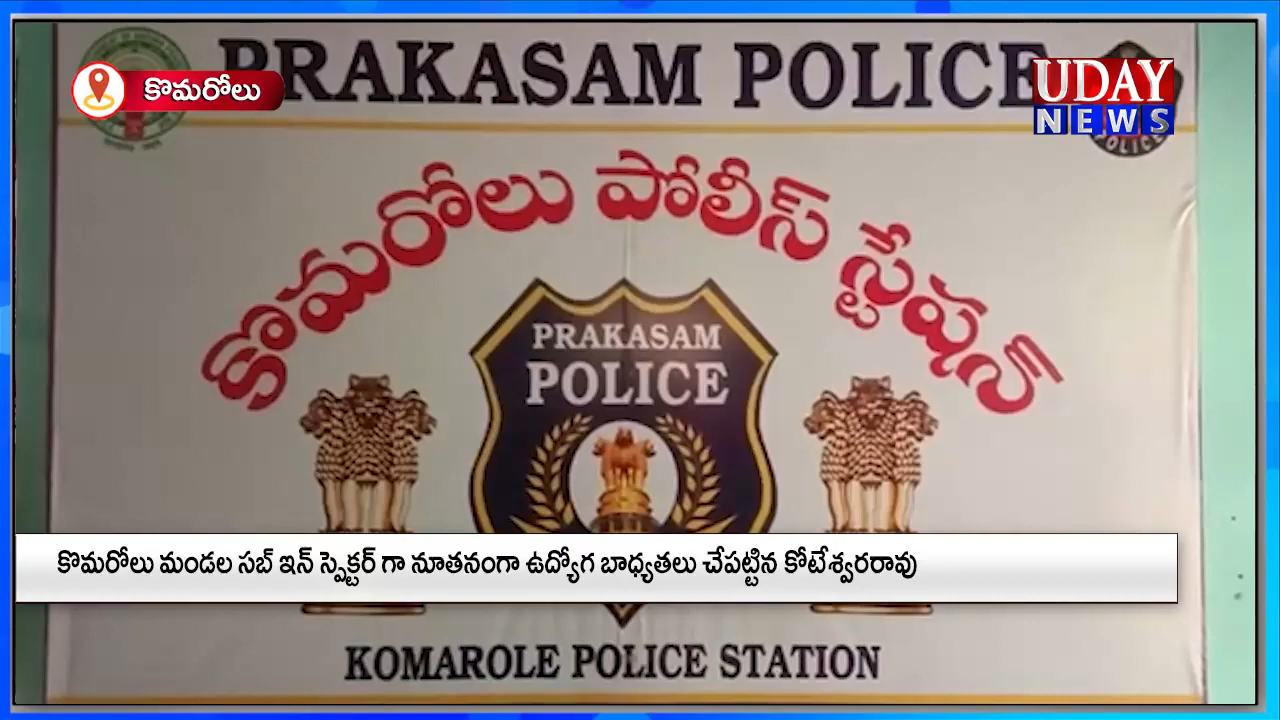 PRAKASAM POLICE
కొమరోలు
UDAY
NEWS
POLICE
కొమరోలు పోలీస్ స్టేషన్
PRAKASAM
POLICE
కొమరోలు మండల సబ్ ఇన్ స్పెక్టర్ గా నూతనంగా ఉద్యోగ బాధ్యతలు చేపట్టిన కోటేశ్వరరావు
KOMAROLE POLICE STATION